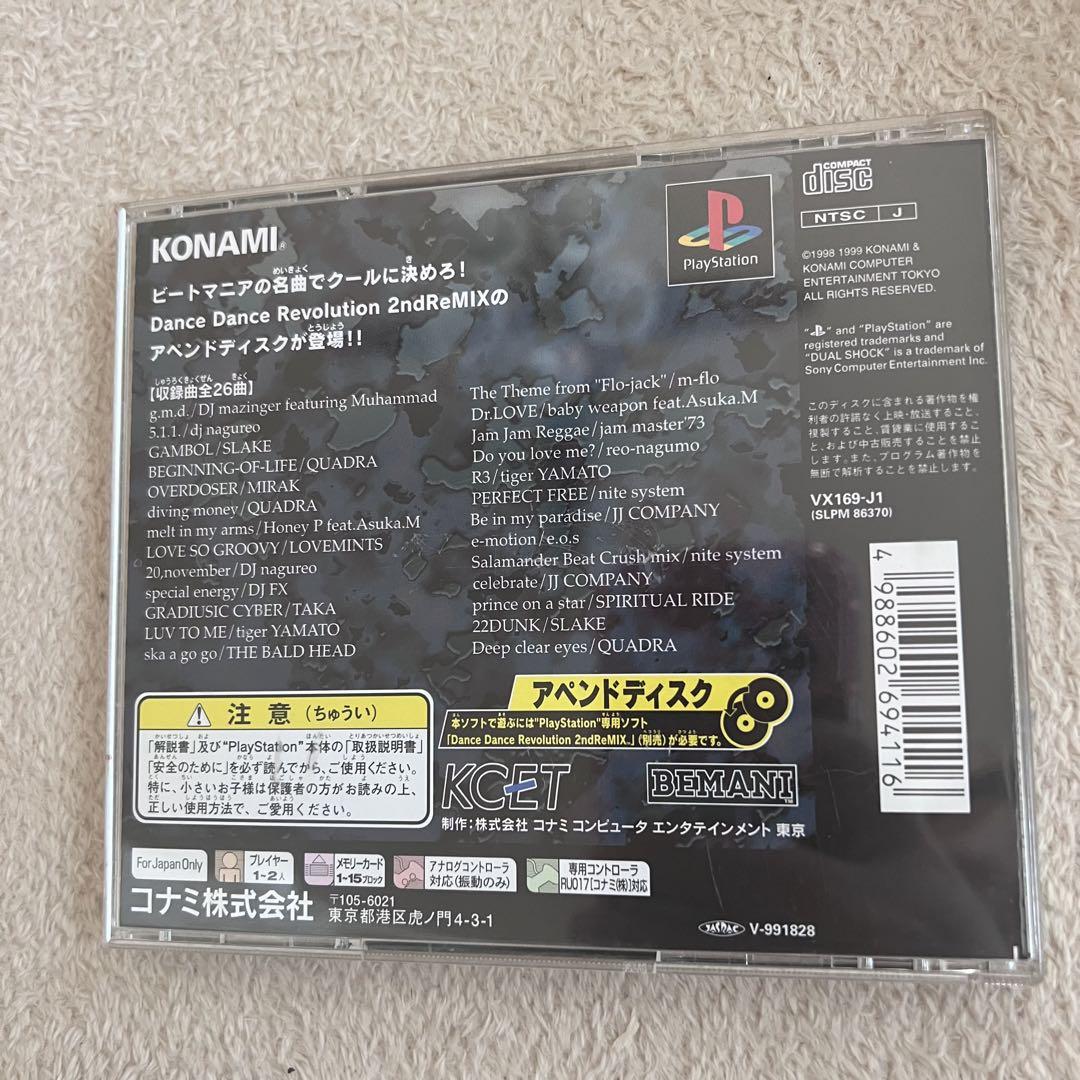 KONAMI®
ビートマニアの名曲でクールに決めろ!
Dance Dance Revolution 2ndReMIXの
アペンドディスクが登場!!
【収録曲全26曲】
g.m.d./DJ mazinger featuring Muhammad
5.1.1./dj nagureo
GAMBOL/SLAKE
BEGINNING-OF-LIFE/QUADRA
OVERDOSER/MIRAK
diving money/QUADRA
melt in my arms/Honey P feat.Asuka.M
LOVE SO GROOVY/LOVEMINTS
20,november/DJ nagureo
special energy/DJ FX
GRADIUSIC CYBER/TAKA
LUV TO ME/tiger YAMATO
ska a go go/THE BALD HEAD
The Theme from "Flo-jack"/m-flo
Dr.LOVE/baby weapon feat.Asuka.M
Jam Jam Reggae/jam master'73
Do you love me?/reo-nagumo
R3/tiger YAMATO
PERFECT FREE/nite system
Be in my paradise/JJ COMPANY
e-motion/e.o.s
Salamander Beat Crush mix/nite system
celebrate/JJ COMPANY
prince on a star/SPIRITUAL RIDE
22DUNK/SLAKE
Deep clear eyes/QUADRA
PlayStation
COMPACT
disc
NTSC J
©1998 1999 KONAMI &
KONAMI COMPUTER
ENTERTAINMENT TOKYO
ALL RIGHTS RESERVED.
" " and "PlayStation" are
registered trademarks and
"DUAL SHOCK" is a trademark of
Sony Computer Entertainment Inc.
このディスクに含まれる著作物を権
利者の許諾なく上映・放送すること、
複製すること、賃貸業に使用する
こと、および中古販売することを禁止
します。また、プログラム著作物を
無断で解析することを禁止します。
VX169-J1
(SLPM 86370)
4 988602 694116
注意(ちゅうい)
「解説書」及び"PlayStation"本体の「取扱説明書」
「安全のために」を必ず読んでから、ご使用ください。
特に、小さいお子様は保護者の方がお読みの上、
正しい使用方法で、ご愛用ください。
アペンドディスク
本ソフトで遊ぶには"PlayStation"専用ソフト
「Dance Dance Revolution 2ndReMIX」(別売)が必要です。
KCET
BEMANI™
制作:株式会社 コナミ コンピュータ エンタテインメント 東京
For Japan Only
プレイヤー
1~2人
メモリーカード
1~15ブロック
アナログコントローラ
対応(振動のみ)
専用コントローラ
RU017[コナミ(株)]対応
コナミ株式会社
〒105-6021
東京都港区虎ノ門4-3-1
JASRAC
V-991828